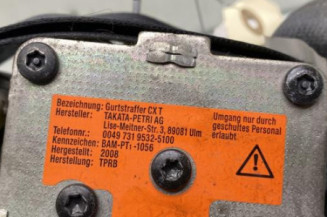 Bezeichnung: Gurtstraffer CX T
Hersteller: TAKATA-PETRI AG
Lise-Meitner-Str. 3, 89081 Ulm
Telefonnr.: 0049 731 9532-5100
Kennzeichen: BAM-PT1-1056
Hergestellt: 2008
Herstellung: TPRB
Umgang nur durch
geschultes Personal
erlaubt.